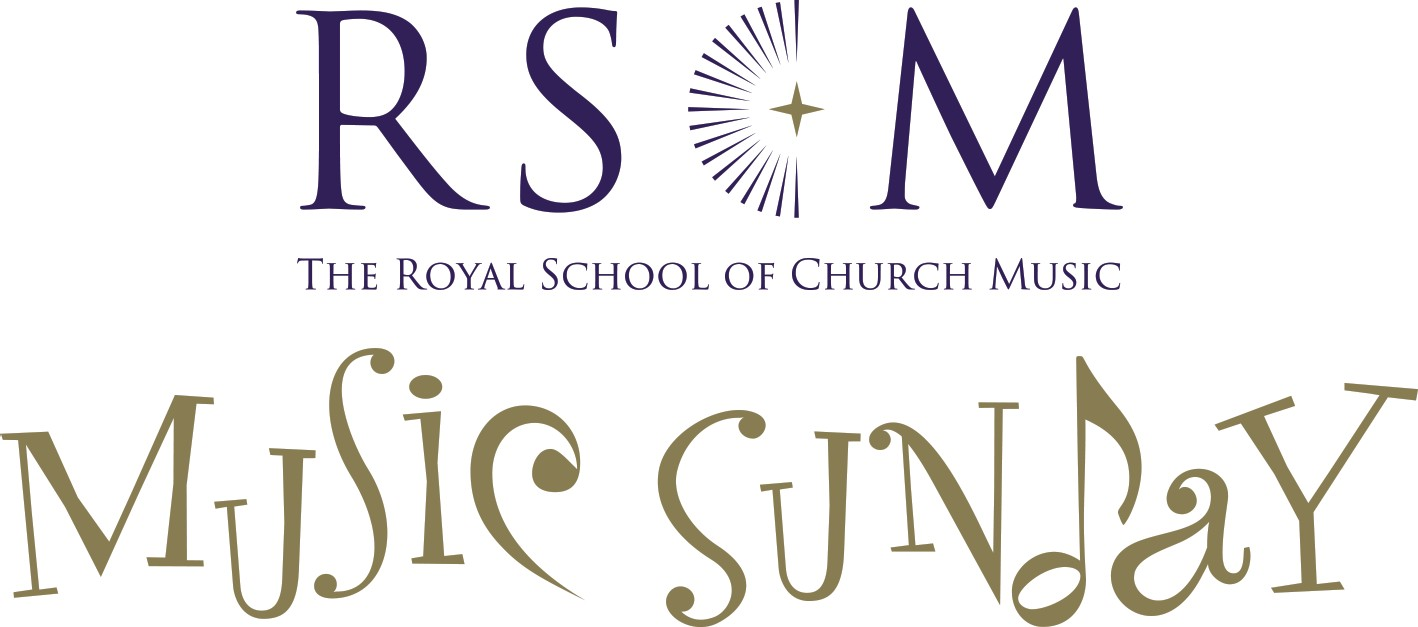 RSCM
The Royal School of Church Music
Music Sunday